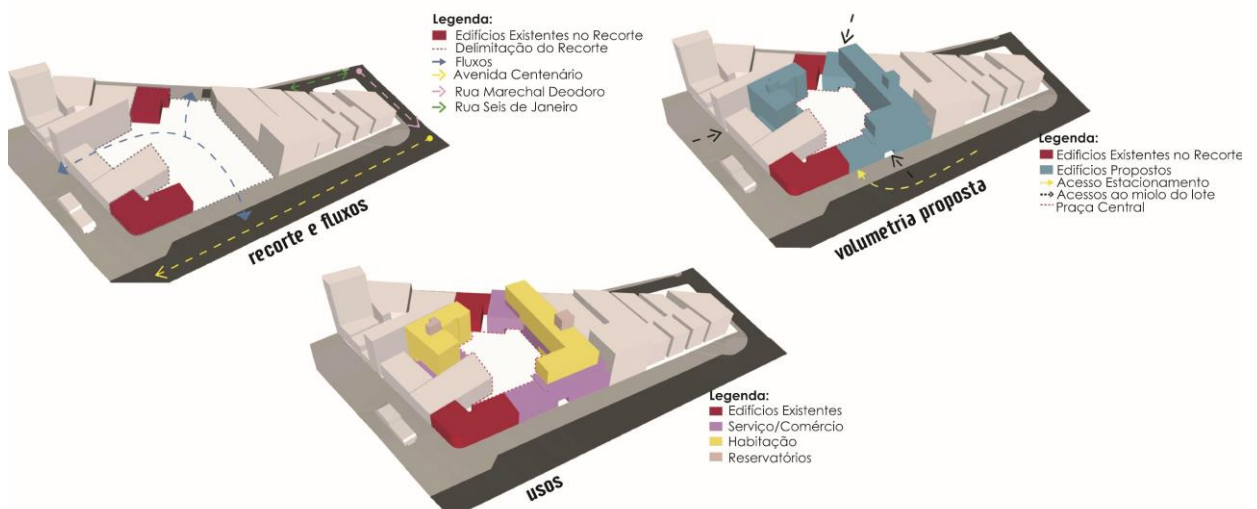 Legenda:
Edifícios Existentes no Recorte
Delimitação do Recorte
Fluxos
Avenida Centenário
Rua Marechal Deodoro
Rua Seis de Janeiro
recorte e fluxos
Legenda:
Edificios Existentes no Recorte
Edifícios Propostos
Acesso Estacionamento
Acessos ao miolo do lote
Praça Central
volumetria proposta
Legenda:
Edifícios Existentes
Serviço/Comércio
Habitação
Reservatórios
usos